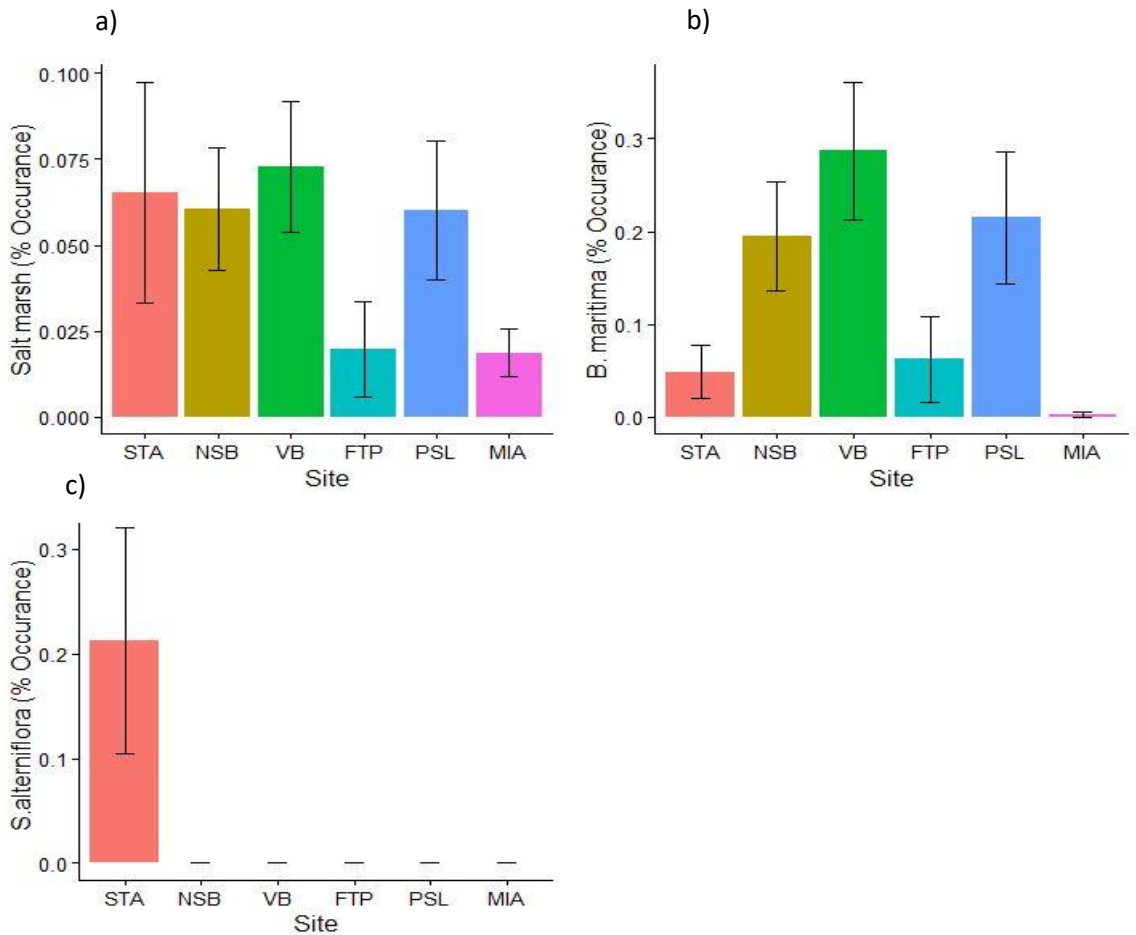 a)
Salt marsh (% Occurance)
0.100
0.075
0.050
0.025
0.000
STA NSB VB FTP PSL MIA
Site
b)
B. maritima (% Occurance)
0.3
0.2
0.1
0.0
STA NSB VB FTP PSL MIA
Site
c)
S.alterniflora (% Occurance)
0.3
0.2
0.1
0.0
STA NSB VB FTP PSL MIA
Site